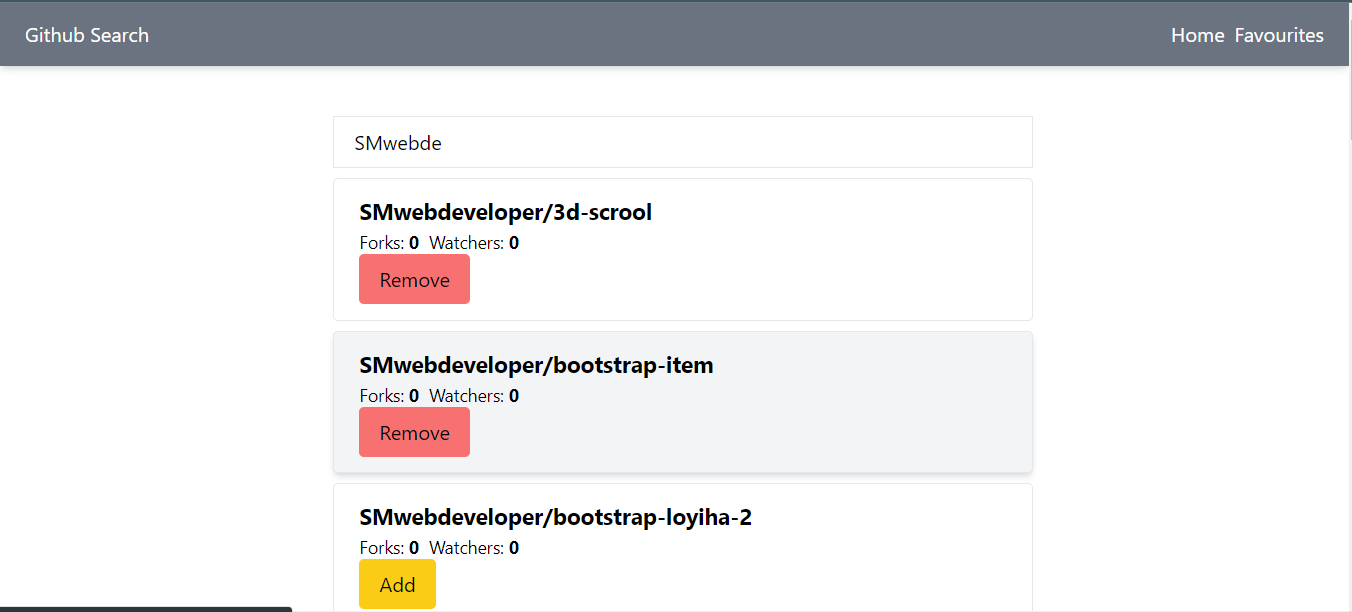 Github Search
Home Favourites
SMwebde
SMwebdeveloper/3d-scrool
Forks: 0 Watchers: 0
Remove
SMwebdeveloper/bootstrap-item
Forks: 0 Watchers: 0
Remove
SMwebdeveloper/bootstrap-loyiha-2
Forks: 0 Watchers: 0
Add